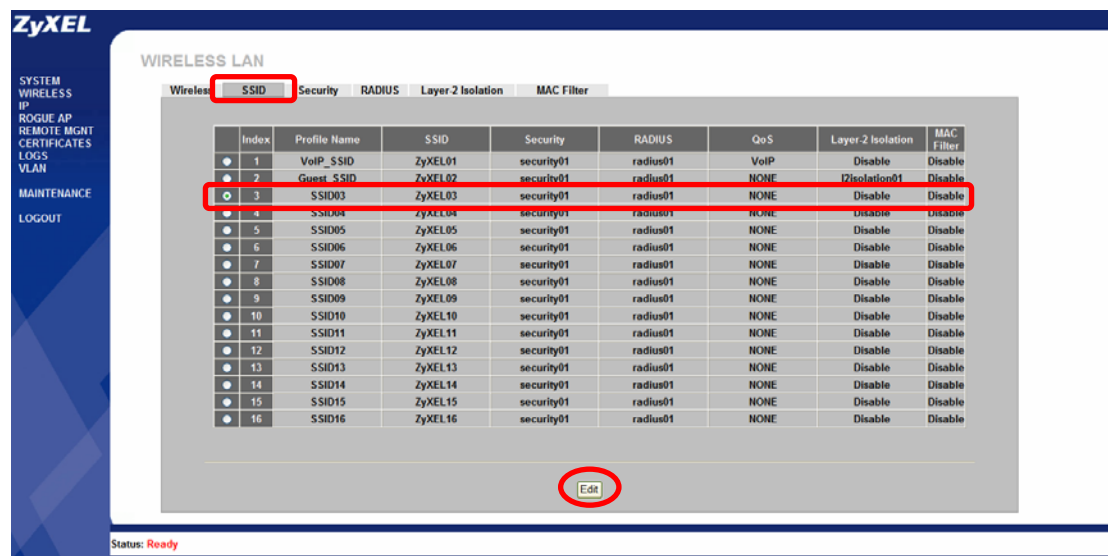 ZyXEL
WIRELESS LAN
SYSTEM
WIRELESS
IP
ROGUE AP
REMOTE MGNT
CERTIFICATES
LOGS
VLAN
MAINTENANCE
LOGOUT
Wireless SSID Security RADIUS Layer-2 Isolation MAC Filter
Index Profile Name SSID Security RADIUS QoS Layer-2 Isolation MAC Filter
1 VoIP_SSID ZyXEL01 security01 radius01 VoIP Disable Disable
2 Guest_SSID ZyXEL02 security01 radius01 NONE l2isolation01 Disable
3 SSID03 ZyXEL03 security01 radius01 NONE Disable Disable
4 SSID04 ZyXEL04 security01 radius01 NONE Disable Disable
5 SSID05 ZyXEL05 security01 radius01 NONE Disable Disable
6 SSID06 ZyXEL06 security01 radius01 NONE Disable Disable
7 SSID07 ZyXEL07 security01 radius01 NONE Disable Disable
8 SSID08 ZyXEL08 security01 radius01 NONE Disable Disable
9 SSID09 ZyXEL09 security01 radius01 NONE Disable Disable
10 SSID10 ZyXEL10 security01 radius01 NONE Disable Disable
11 SSID11 ZyXEL11 security01 radius01 NONE Disable Disable
12 SSID12 ZyXEL12 security01 radius01 NONE Disable Disable
13 SSID13 ZyXEL13 security01 radius01 NONE Disable Disable
14 SSID14 ZyXEL14 security01 radius01 NONE Disable Disable
15 SSID15 ZyXEL15 security01 radius01 NONE Disable Disable
16 SSID16 ZyXEL16 security01 radius01 NONE Disable Disable
Edit
Status: Ready